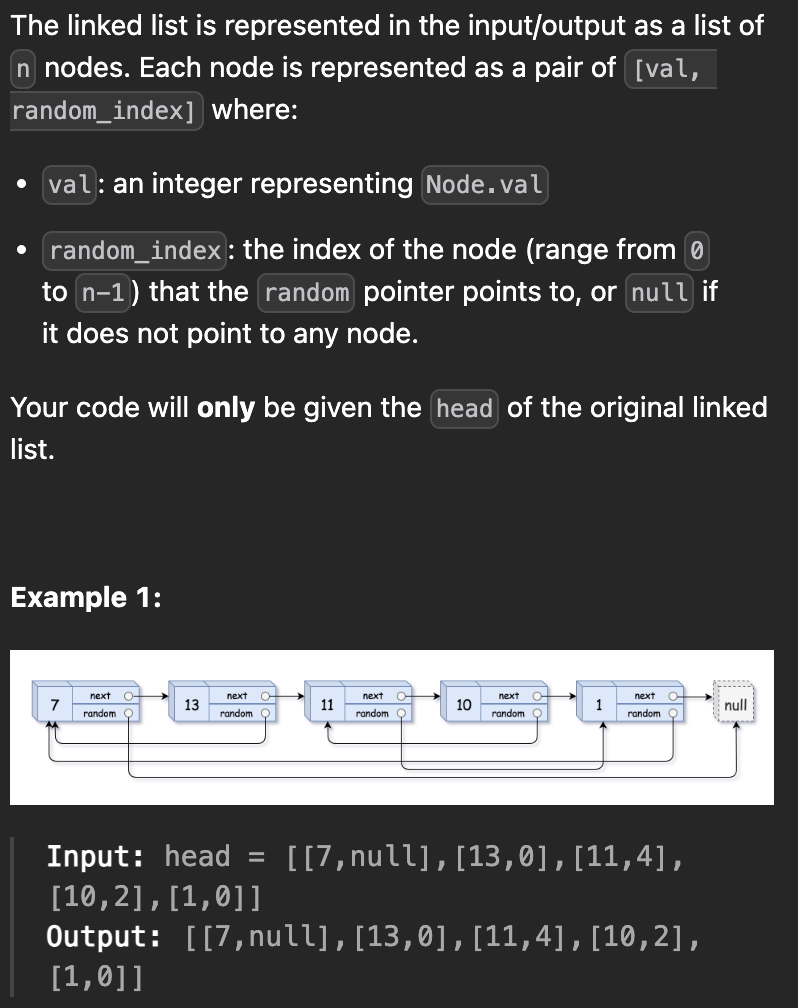 The linked list is represented in the input/output as a list of
n nodes. Each node is represented as a pair of [val,
random_index] where:
• val: an integer representing Node.val
• random_index: the index of the node (range from 0
to n-1) that the random pointer points to, or null if
it does not point to any node.
Your code will only be given the head of the original linked
list.
Example 1:
7 next random 13 next random 11 next random 10 next random 1 next random null
Input: head = [[7,null],[13,0],[11,4],
[10,2],[1,0]]
Output: [[7,null],[13,0],[11,4],[10,2],
[1,0]]